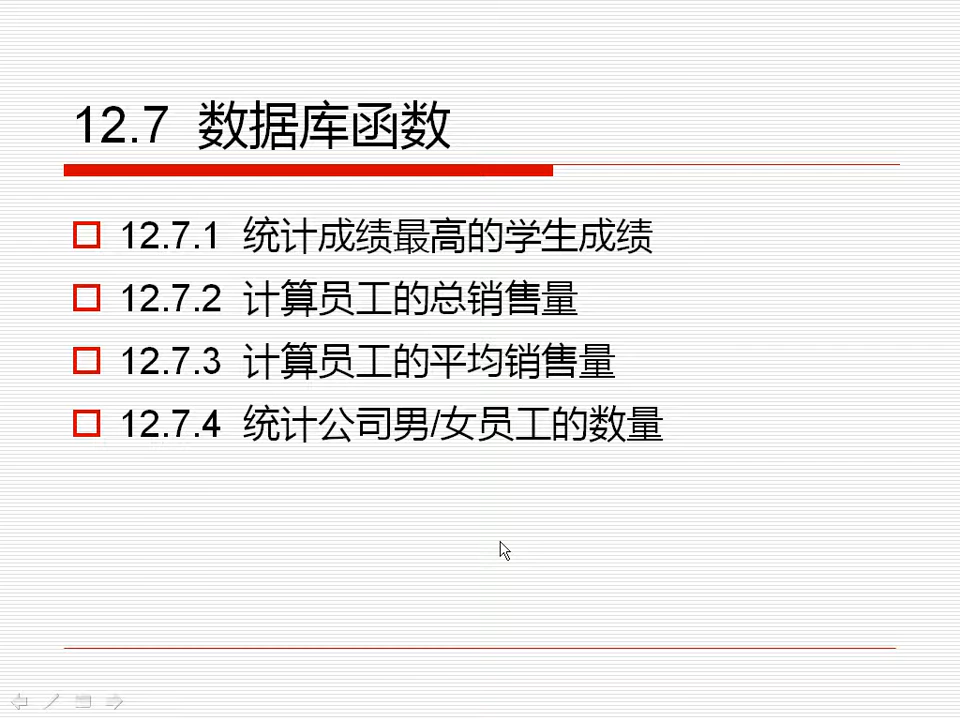 12.7 数据库函数
12.7.1 统计成绩最高的学生成绩
12.7.2 计算员工的总销售量
12.7.3 计算员工的平均销售量
12.7.4 统计公司男/女员工的数量